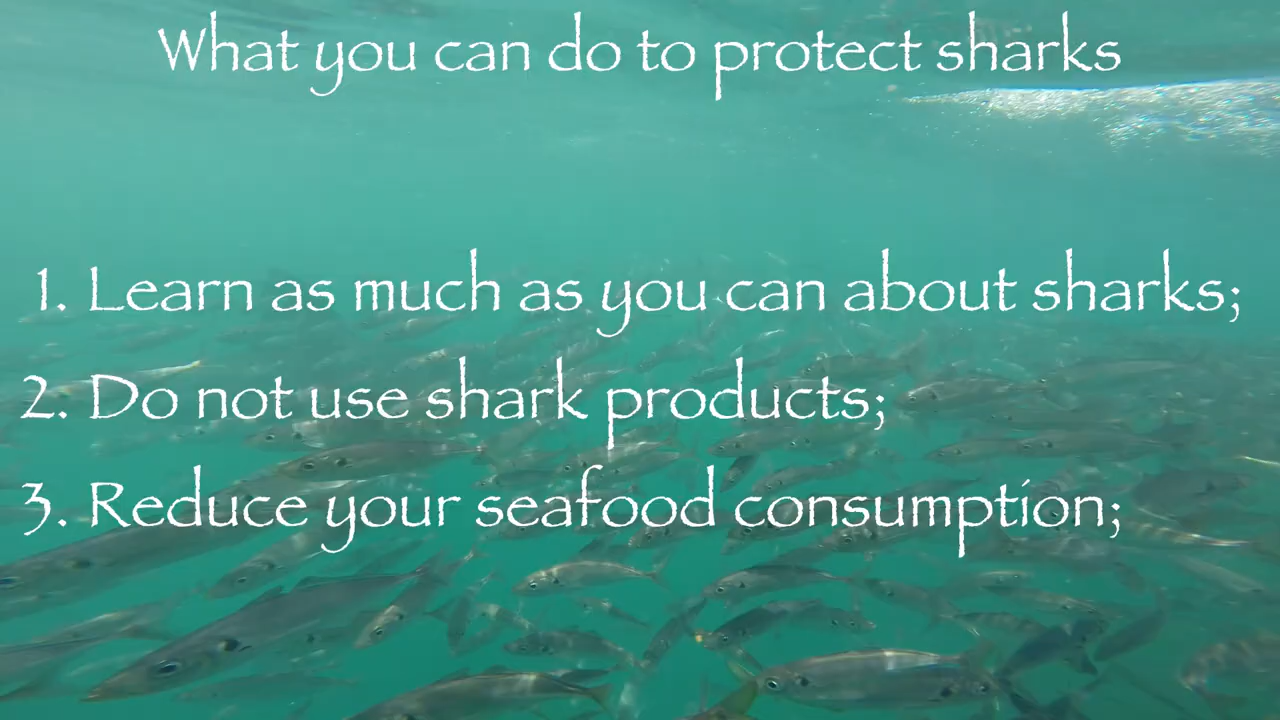 What you can do to protect sharks
1. Learn as much as you can about sharks;
2. Do not use shark products;
3. Reduce your seafood consumption;